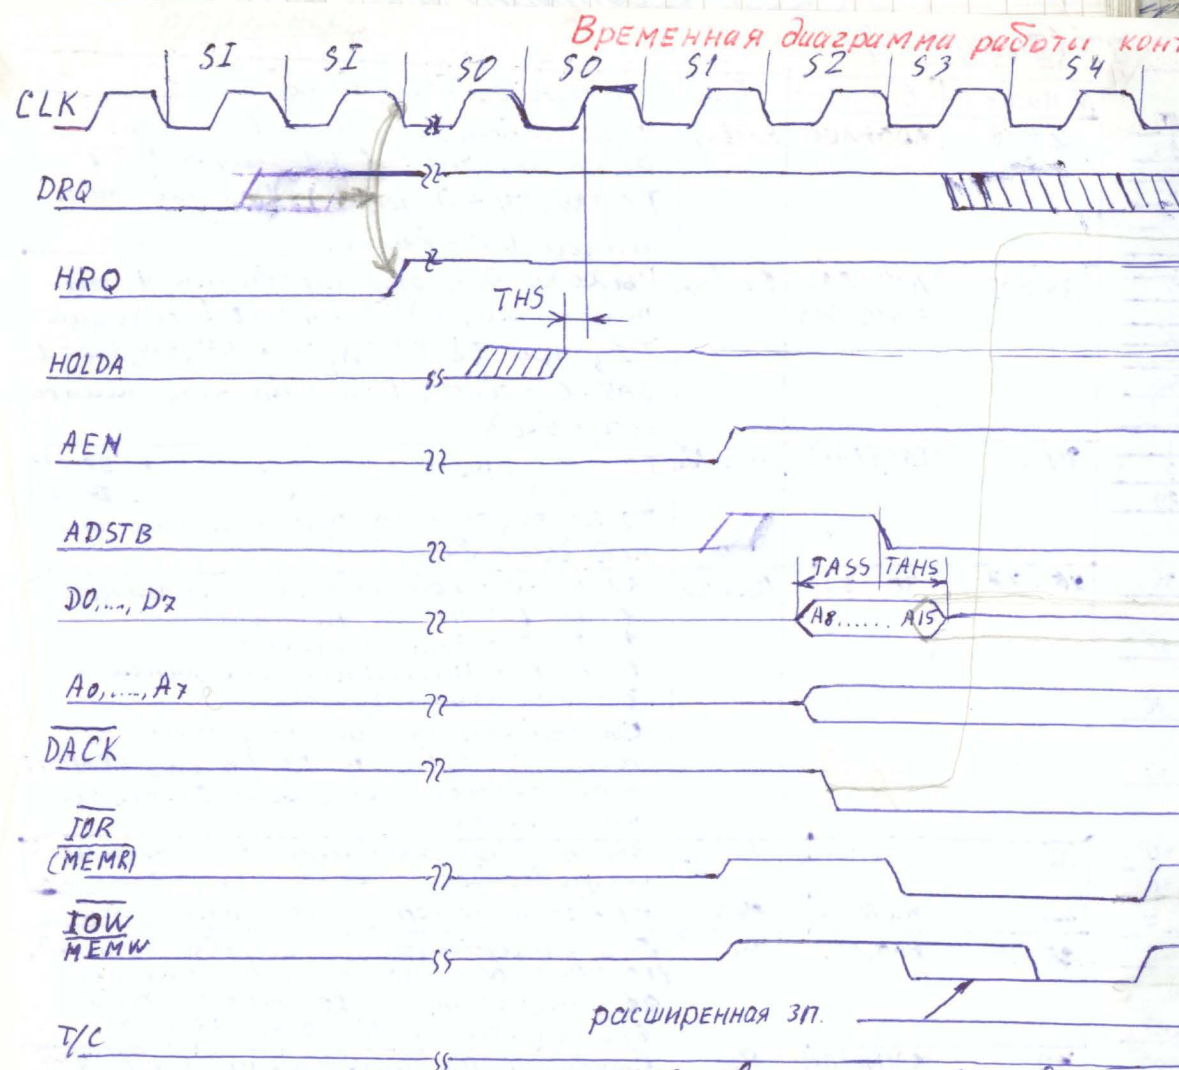 Временная диаграмма работы конт
SI SI S0 S0 S1 S2 S3 S4
CLK
DRQ
HRQ
THS
HOLDA
AEN
ADSTB
TASS TAHS
D0,..., D7
A8...... A15
A0,...., A7
DACK
IOR
(MEMR)
IOW
MEMW
расширенная зп.
T/C